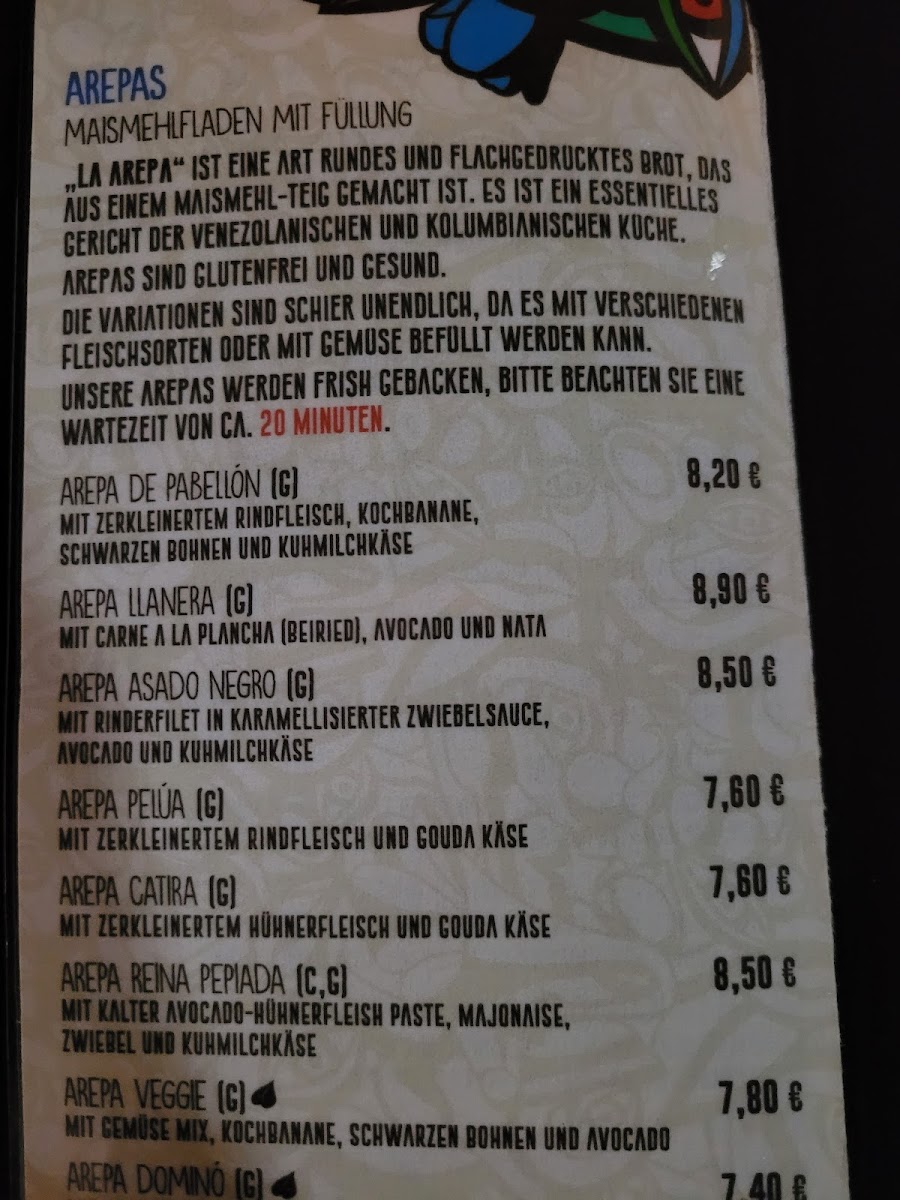 AREPAS
MAISMEHLFLADEN MIT FÜLLUNG
„LA AREPA“ IST EINE ART RUNDES UND FLACHGEDRÜCKTES BROT, DAS
AUS EINEM MAISMEHL-TEIG GEMACHT IST. ES IST EIN ESSENTIELLES
GERICHT DER VENEZOLANISCHEN UND KOLUMBIANISCHEN KÜCHE.
AREPAS SIND GLUTENFREI UND GESUND.
DIE VARIATIONEN SIND SCHIER UNENDLICH, DA ES MIT VERSCHIEDENEN
FLEISCHSORTEN ODER MIT GEMÜSE BEFÜLLT WERDEN KANN.
UNSERE AREPAS WERDEN FRISH GEBACKEN, BITTE BEACHTEN SIE EINE
WARTEZEIT VON CA. 20 MINUTEN.
AREPA DE PABELLÓN (G) 8,20 €
MIT ZERKLEINERTEM RINDFLEISCH, KOCHBANANE,
SCHWARZEN BOHNEN UND KUHMILCHKÄSE
AREPA LLANERA (G) 8,90 €
MIT CARNE A LA PLANCHA (BEIRIED), AVOCADO UND NATA
AREPA ASADO NEGRO (G) 8,50 €
MIT RINDERFILET IN KARAMELLISIERTER ZWIEBELSAUCE,
AVOCADO UND KUHMILCHKÄSE
AREPA PELÚA (G) 7,60 €
MIT ZERKLEINERTEM RINDFLEISCH UND GOUDA KÄSE
AREPA CATIRA (G) 7,60 €
MIT ZERKLEINERTEM HÜHNERFLEISCH UND GOUDA KÄSE
AREPA REINA PEPIADA (C,G) 8,50 €
MIT KALTER AVOCADO-HÜHNERFLEISH PASTE, MAJONAISE,
ZWIEBEL UND KUHMILCHKÄSE
AREPA VEGGIE (G) 7,80 €
MIT GEMÜSE MIX, KOCHBANANE, SCHWARZEN BOHNEN UND AVOCADO
AREPA DOMINÓ (G) 7,40 €